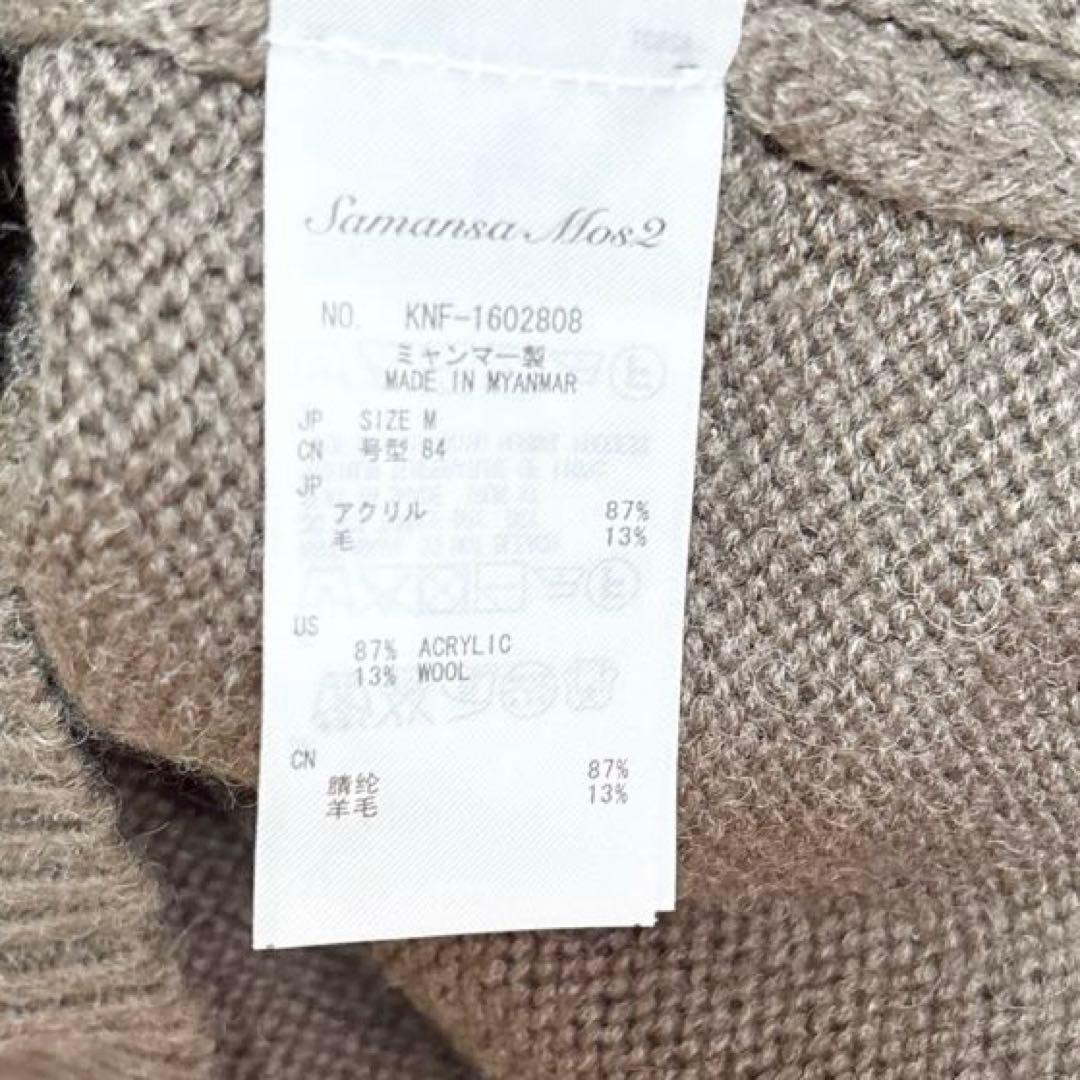 Samansa Mos2
NO. KNF-1602808
ミャンマー製
MADE IN MYANMAR
JP SIZE M
CN 号型 84
JP
アクリル 87%
毛 13%
US
87% ACRYLIC
13% WOOL
CN
腈纶 87%
羊毛 13%